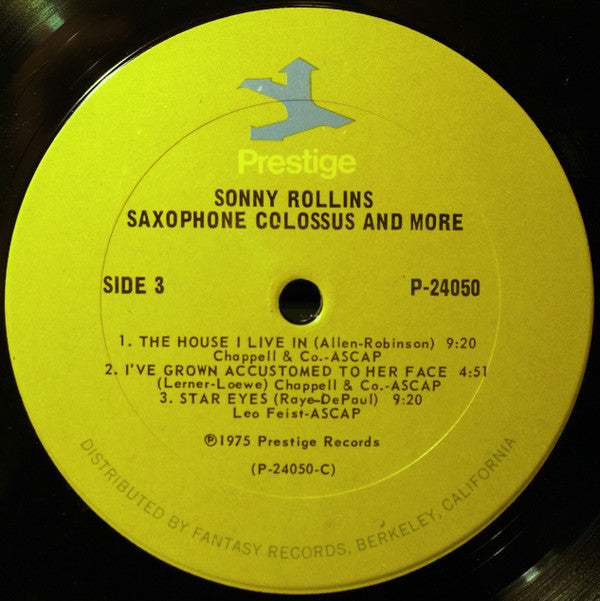 Prestige
SONNY ROLLINS
SAXOPHONE COLOSSUS AND MORE
SIDE 3 P-24050
1. THE HOUSE I LIVE IN (Allen-Robinson) 9:20
Chappell & Co.-ASCAP
2. I'VE GROWN ACCUSTOMED TO HER FACE 4:51
(Lerner-Loewe) Chappell & Co.-ASCAP
3. STAR EYES (Raye-DePaul) 9:20
Leo Feist-ASCAP
℗1975 Prestige Records
(P-24050-C)
DISTRIBUTED BY FANTASY RECORDS, BERKELEY, CALIFORNIA